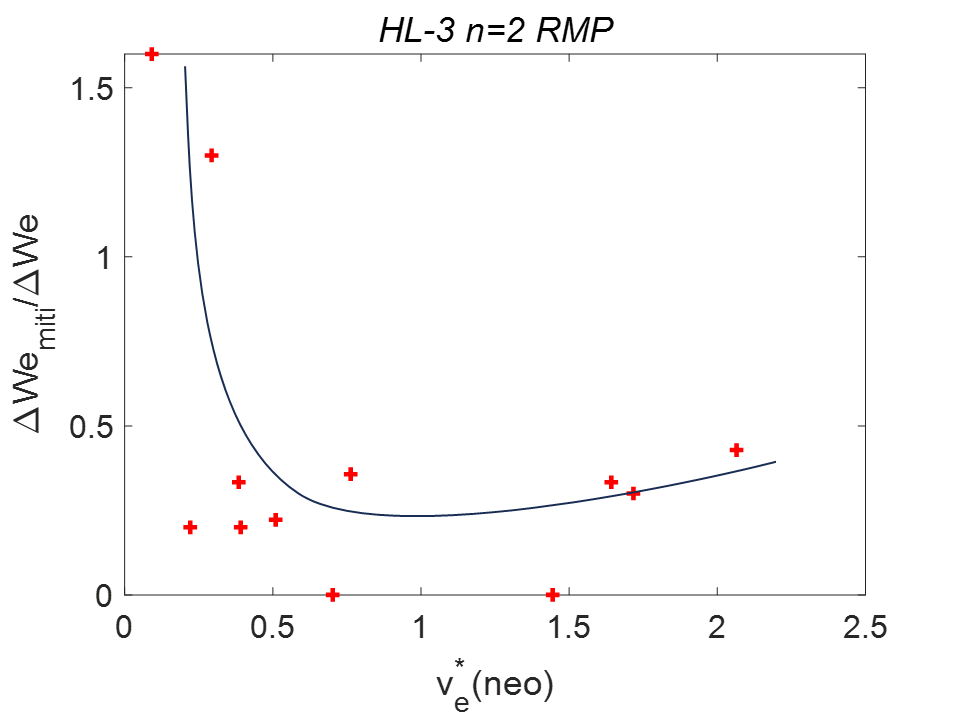 HL-3 n=2 RMP
1.5
1
0.5
0
0 0.5 1 1.5 2 2.5
ΔWe_miti/ΔWe
v_e^*(neo)